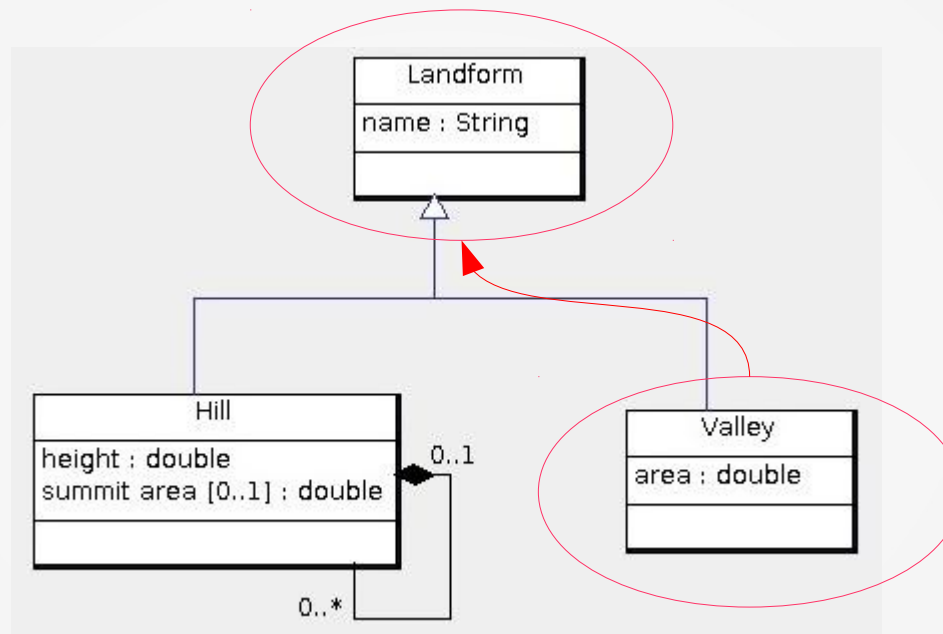 Landform
name : String
Hill
height : double
summit area [0..1] : double
0..1
0..*
Valley
area : double